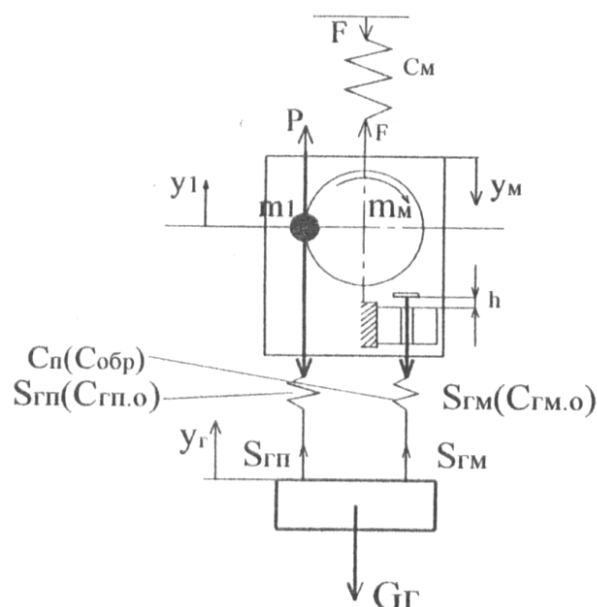 F
Cм
P
F
y1
yм
m1
mм
h
Cп(Cобр)
Sгп(Cгп.о)
Sгм(Cгм.о)
yг
Sгп
Sгм
Gг